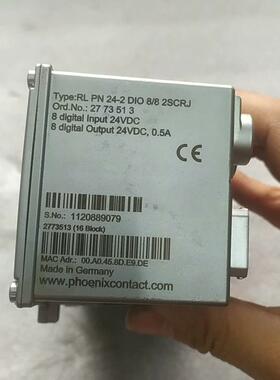 Type:RL PN 24-2 DIO 8/8 2SCRJ
Ord.No.: 27 73 51 3
8 digital Input 24VDC
8 digital Output 24VDC, 0.5A
CE
S.No.: 1120889079
2773513 (16 Block)
MAC Adr.: 00.A0.45.8D.E9.DE
Made in Germany
www.phoenixcontact.com